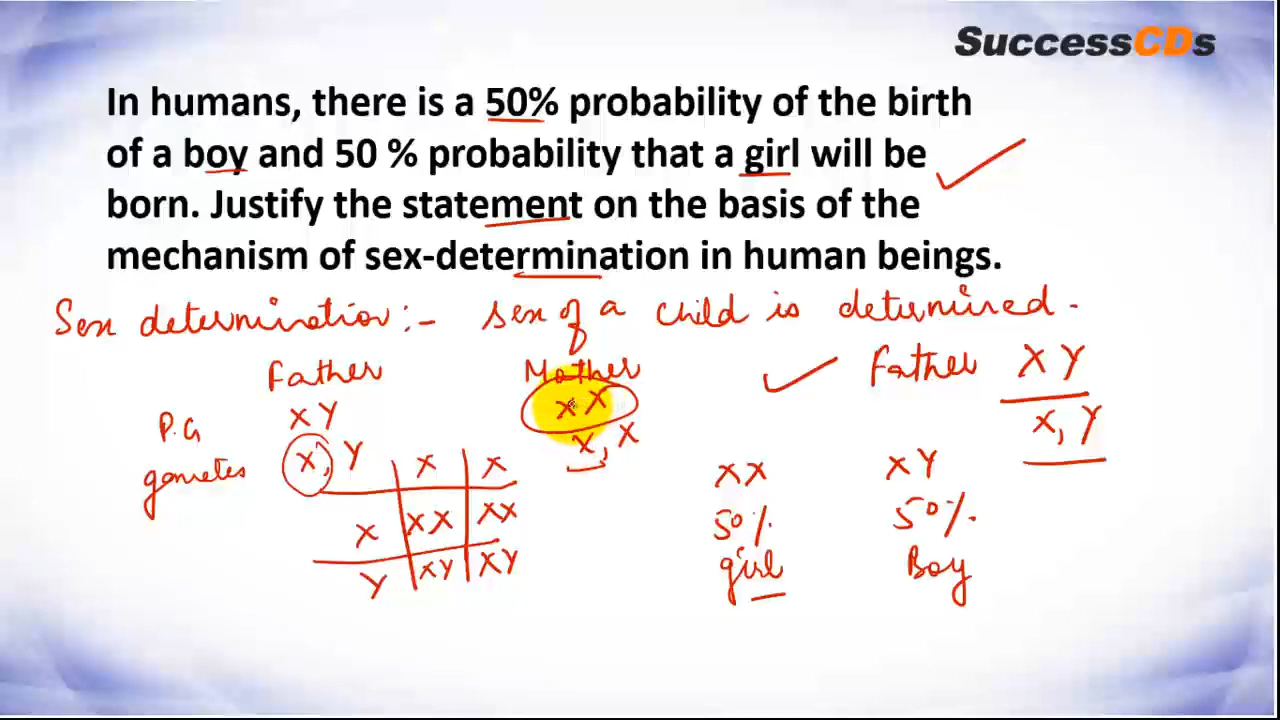 SuccessCDs
In humans, there is a 50% probability of the birth
of a boy and 50 % probability that a girl will be
born. Justify the statement on the basis of the
mechanism of sex-determination in human beings.
Sex determination:- Sex of a child is determined.
Father Mother Father XY
XY XX X, Y
P.G
gametes X, Y X, X
X X
X XX XX
Y XY XY
XX XY
50% 50%
girl Boy